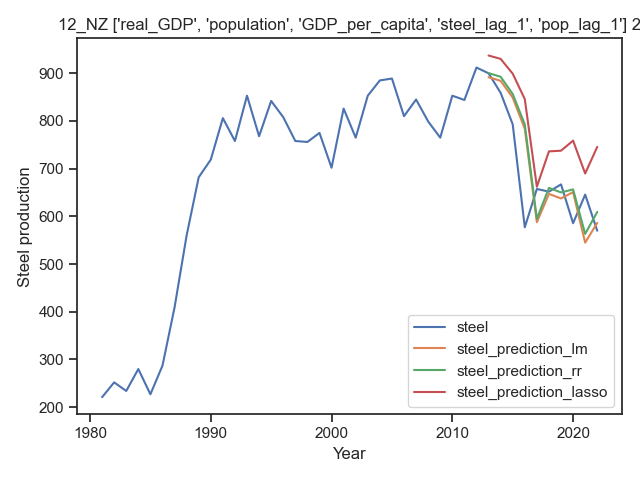 12_NZ ['real_GDP', 'population', 'GDP_per_capita', 'steel_lag_1', 'pop_lag_1'] 2
900
800
700
600
500
400
300
200
Steel production
steel
steel_prediction_lm
steel_prediction_rr
steel_prediction_lasso
1980
1990
2000
2010
2020
Year